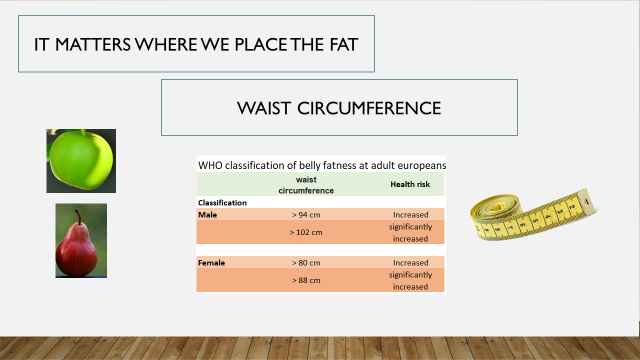 IT MATTERS WHERE WE PLACE THE FAT
WAIST CIRCUMFERENCE
WHO classification of belly fatness at adult europeans
waist
circumference
Health risk
Classification
Male > 94 cm Increased
> 102 cm significantly
increased
Female > 80 cm Increased
> 88 cm significantly
increased